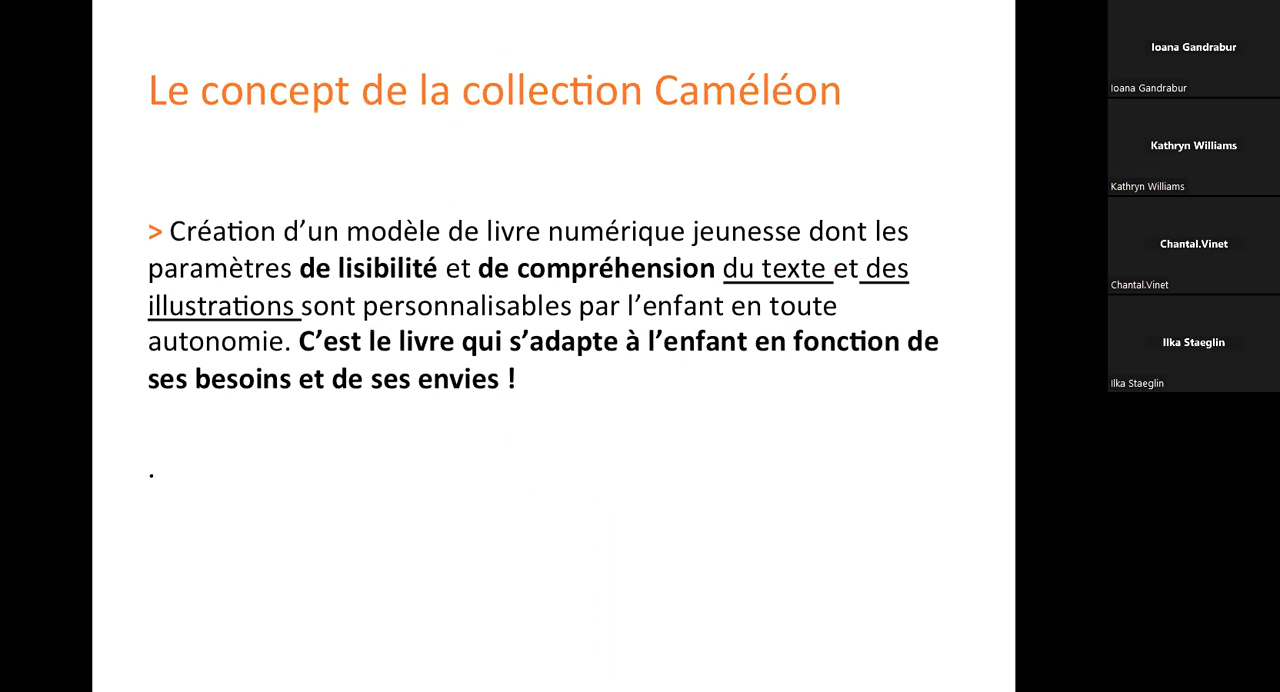 Le concept de la collection Caméléon
> Création d’un modèle de livre numérique jeunesse dont les
paramètres de lisibilité et de compréhension du texte et des
illustrations sont personnalisables par l’enfant en toute
autonomie. C’est le livre qui s’adapte à l’enfant en fonction de
ses besoins et de ses envies !
.
Ioana Gandrabur
Ioana Gandrabur
Kathryn Williams
Kathryn Williams
Chantal.Vinet
Chantal.Vinet
Ilka Staeglin
Ilka Staeglin